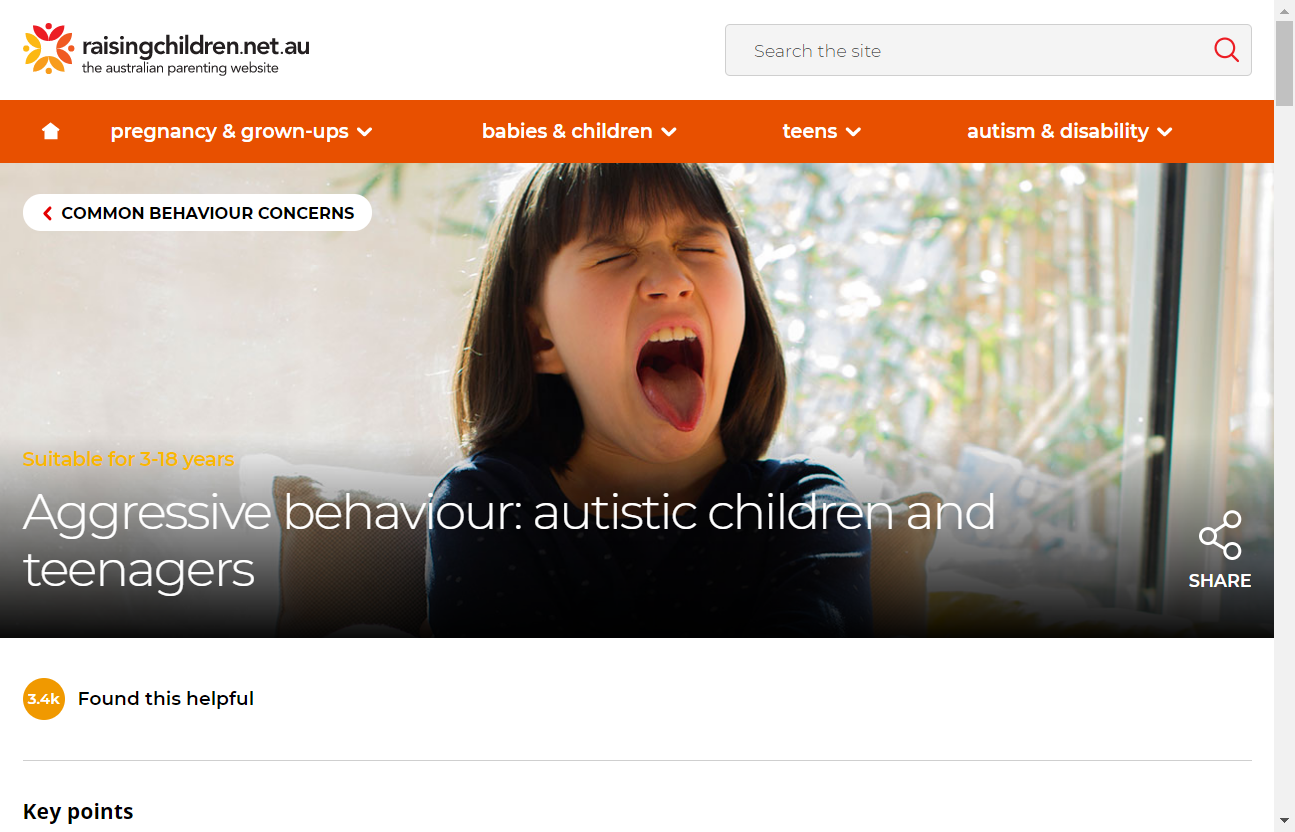 raisingchildren.net.au
the australian parenting website
Search the site
pregnancy & grown-ups
babies & children
teens
autism & disability
COMMON BEHAVIOUR CONCERNS
Suitable for 3-18 years
Aggressive behaviour: autistic children and
teenagers
SHARE
3.4k
Found this helpful
Key points